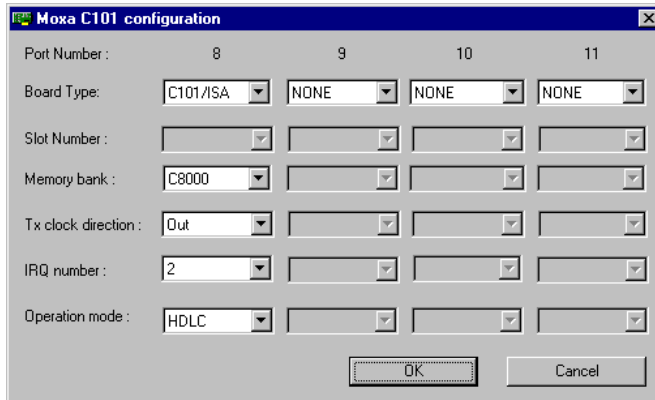 Moxa C101 configuration
Port Number : 8 9 10 11
Board Type: C101/ISA NONE NONE NONE
Slot Number :
Memory bank : C8000
Tx clock direction : Out
IRQ number : 2
Operation mode : HDLC
OK Cancel